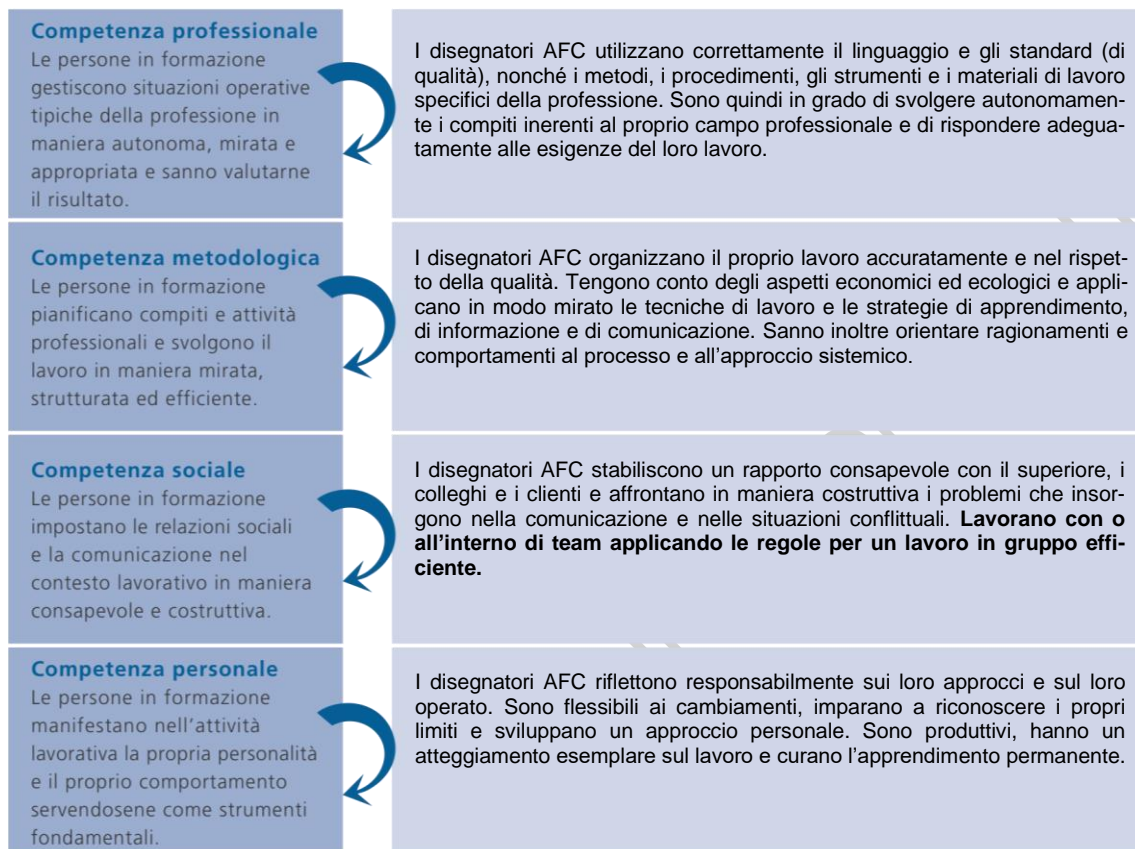 Competenza professionale
Le persone in formazione
gestiscono situazioni operative
tipiche della professione in
maniera autonoma, mirata e
appropriata e sanno valutarne
il risultato.
I disegnatori AFC utilizzano correttamente il linguaggio e gli standard (di
qualità), nonché i metodi, i procedimenti, gli strumenti e i materiali di lavoro
specifici della professione. Sono quindi in grado di svolgere autonomamen-
te i compiti inerenti al proprio campo professionale e di rispondere adegua-
tamente alle esigenze del loro lavoro.
Competenza metodologica
Le persone in formazione
pianificano compiti e attività
professionali e svolgono il
lavoro in maniera mirata,
strutturata ed efficiente.
I disegnatori AFC organizzano il proprio lavoro accuratamente e nel rispet-
to della qualità. Tengono conto degli aspetti economici ed ecologici e appli-
cano in modo mirato le tecniche di lavoro e le strategie di apprendimento,
di informazione e di comunicazione. Sanno inoltre orientare ragionamenti e
comportamenti al processo e all’approccio sistemico.
Competenza sociale
Le persone in formazione
impostano le relazioni sociali
e la comunicazione nel
contesto lavorativo in maniera
consapevole e costruttiva.
I disegnatori AFC stabiliscono un rapporto consapevole con il superiore, i
colleghi e i clienti e affrontano in maniera costruttiva i problemi che insor-
gono nella comunicazione e nelle situazioni conflittuali. Lavorano con o
all’interno di team applicando le regole per un lavoro in gruppo effi-
ciente.
Competenza personale
Le persone in formazione
manifestano nell’attività
lavorativa la propria personalità
e il proprio comportamento
servendosene come strumenti
fondamentali.
I disegnatori AFC riflettono responsabilmente sui loro approcci e sul loro
operato. Sono flessibili ai cambiamenti, imparano a riconoscere i propri
limiti e sviluppano un approccio personale. Sono produttivi, hanno un
atteggiamento esemplare sul lavoro e curano l’apprendimento permanente.